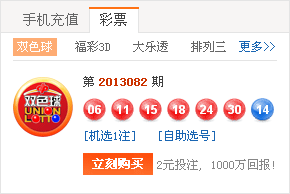 手机充值 彩票
双色球 福彩3D 大乐透 排列三 更多>>
双色球
UNION
LOTTO
第 2013082 期
06 11 15 18 24 30 14
[机选1注] [自助选号]
立刻购买 2元投注，1000万回报!